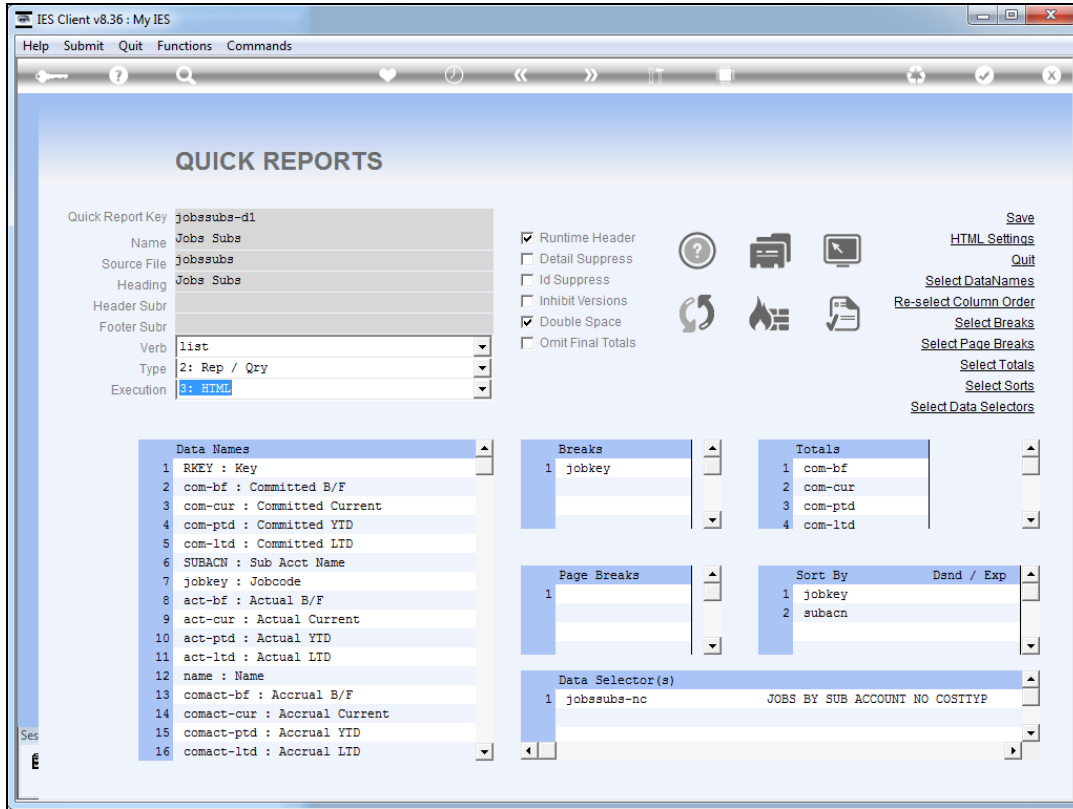 IES Client v8.36 : My IES
Help Submit Quit Functions Commands
QUICK REPORTS
Quick Report Key jobssubs-d1
Name Jobs Subs
Source File jobssubs
Heading Jobs Subs
Header Subr
Footer Subr
Verb list
Type 2: Rep / Qry
Execution 3: HTML
Runtime Header
Detail Suppress
Id Suppress
Inhibit Versions
Double Space
Omit Final Totals
Save
HTML Settings
Quit
Select DataNames
Re-select Column Order
Select Breaks
Select Page Breaks
Select Totals
Select Sorts
Select Data Selectors
Data Names
1 RKEY : Key
2 com-bf : Committed B/F
3 com-cur : Committed Current
4 com-ptd : Committed YTD
5 com-ltd : Committed LTD
6 SUBACN : Sub Acct Name
7 jobkey : Jobcode
8 act-bf : Actual B/F
9 act-cur : Actual Current
10 act-ptd : Actual YTD
11 act-ltd : Actual LTD
12 name : Name
13 comact-bf : Accrual B/F
14 comact-cur : Accrual Current
15 comact-ptd : Accrual YTD
16 comact-ltd : Accrual LTD
Breaks
1 jobkey
Totals
1 com-bf
2 com-cur
3 com-ptd
4 com-ltd
Page Breaks
1
Sort By Dsnd / Exp
1 jobkey
2 subacn
Data Selector(s)
1 jobssubs-nc JOBS BY SUB ACCOUNT NO COSTTYP
Ses